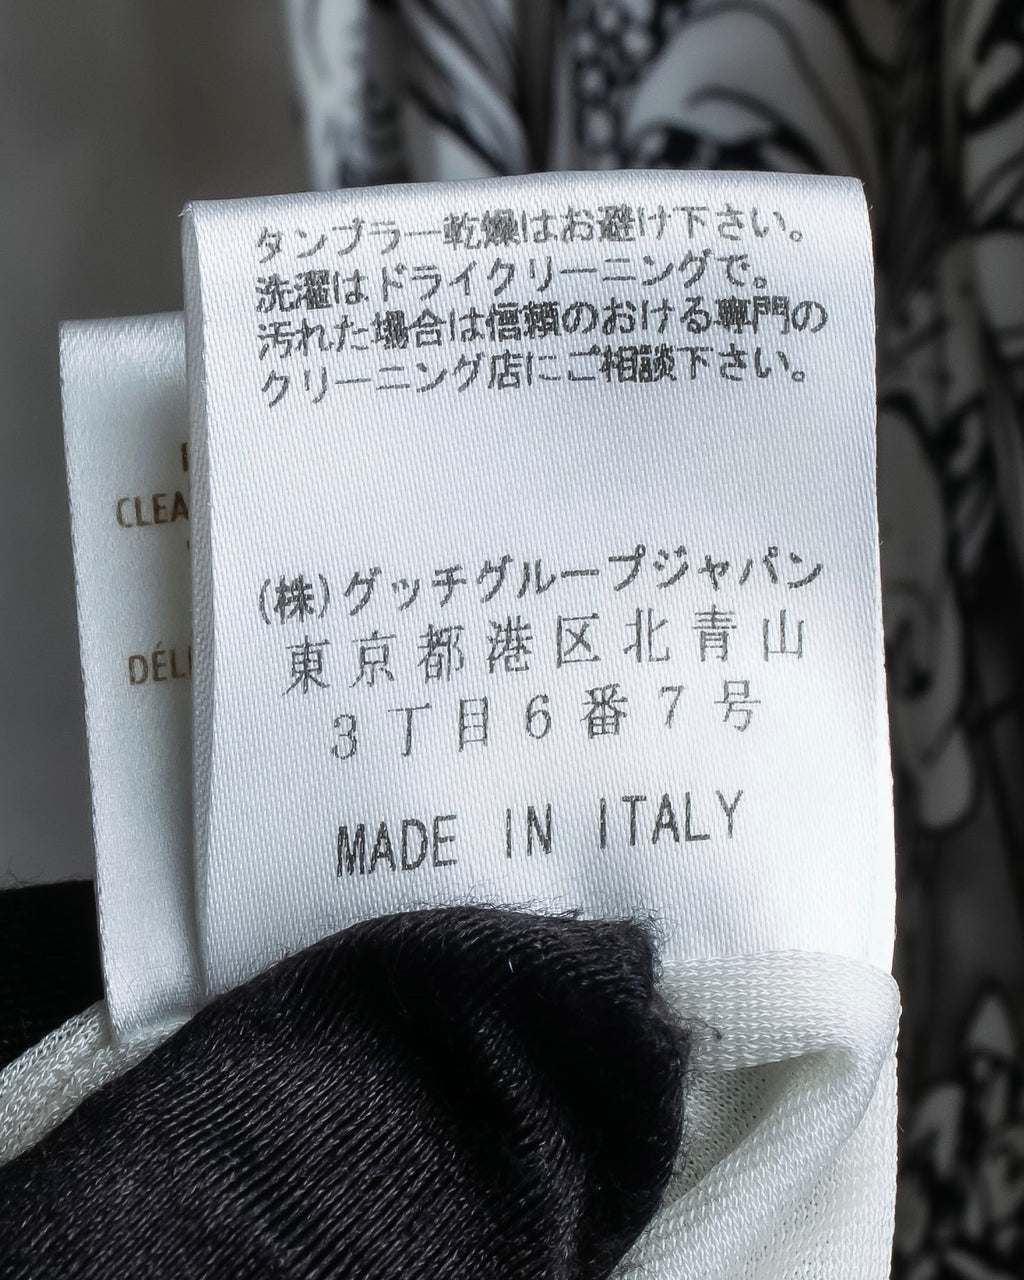 タンブラー乾燥はお避け下さい。
洗濯はドライクリーニングで。
汚れた場合は信頼のおける専門の
クリーニング店にご相談下さい。
(株)グッチグループジャパン
東京都港区北青山
3丁目6番7号
MADE IN ITALY
CLEA
DÉLI